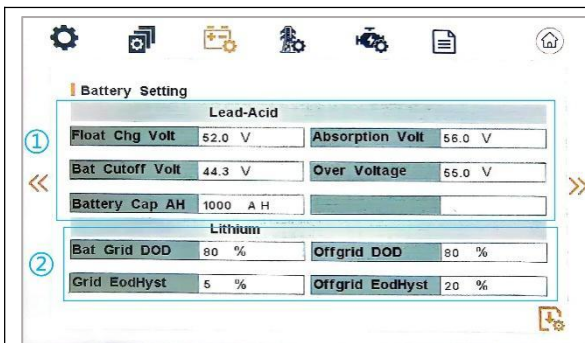 Battery Setting
Lead-Acid
①
Float Chg Volt 52.0 V Absorption Volt 56.0 V
Bat Cutoff Volt 44.3 V Over Voltage 55.0 V
Battery Cap AH 1000 A H
Lithium
②
Bat Grid DOD 80 % Offgrid DOD 80 %
Grid EodHyst 5 % Offgrid EodHyst 20 %